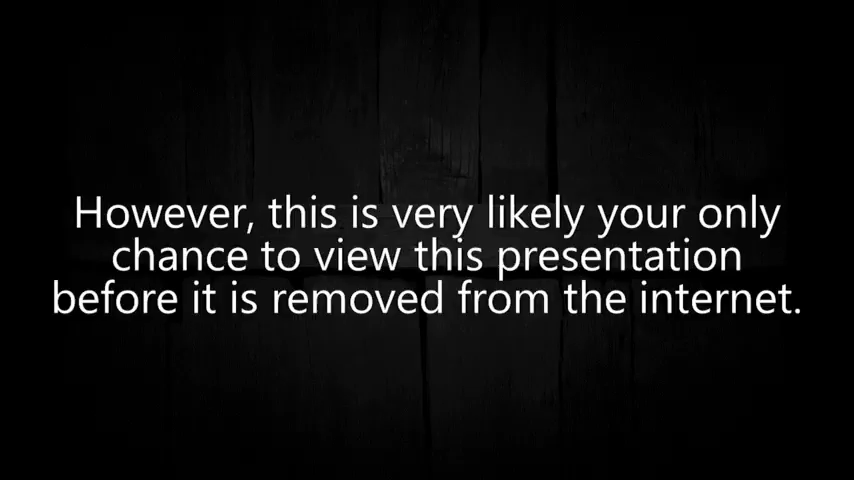 However, this is very likely your only
chance to view this presentation
before it is removed from the internet.